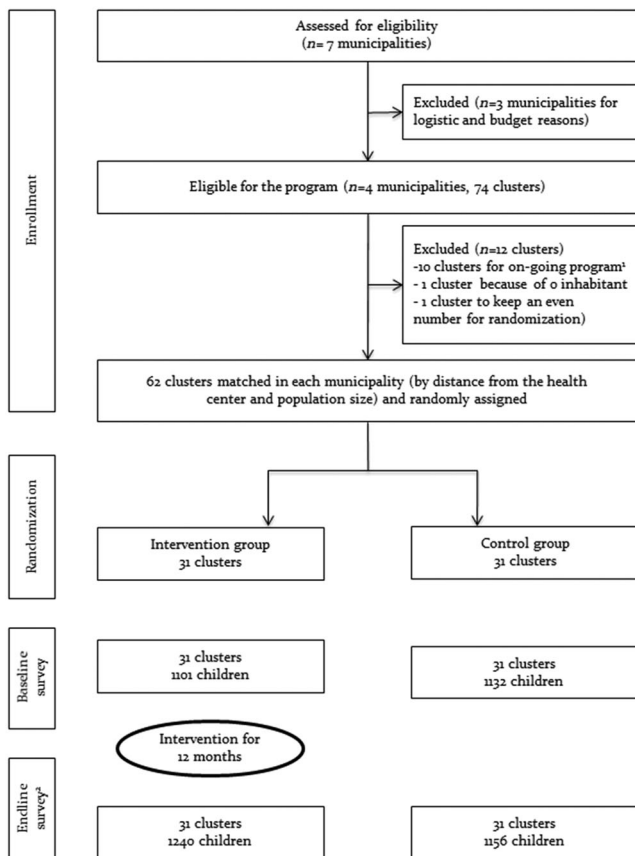 Assessed for eligibility
(n= 7 municipalities)
Excluded (n=3 municipalities for
logistic and budget reasons)
Enrollment
Eligible for the program (n=4 municipalities, 74 clusters)
Excluded (n=12 clusters)
-10 clusters for on-going program¹
- 1 cluster because of 0 inhabitant
- 1 cluster to keep an even
number for randomization)
62 clusters matched in each municipality (by distance from the health
center and population size) and randomly assigned
Randomization
Intervention group
31 clusters
Control group
31 clusters
Baseline
survey
31 clusters
1101 children
31 clusters
1132 children
Intervention for
12 months
Endline
survey²
31 clusters
1240 children
31 clusters
1156 children